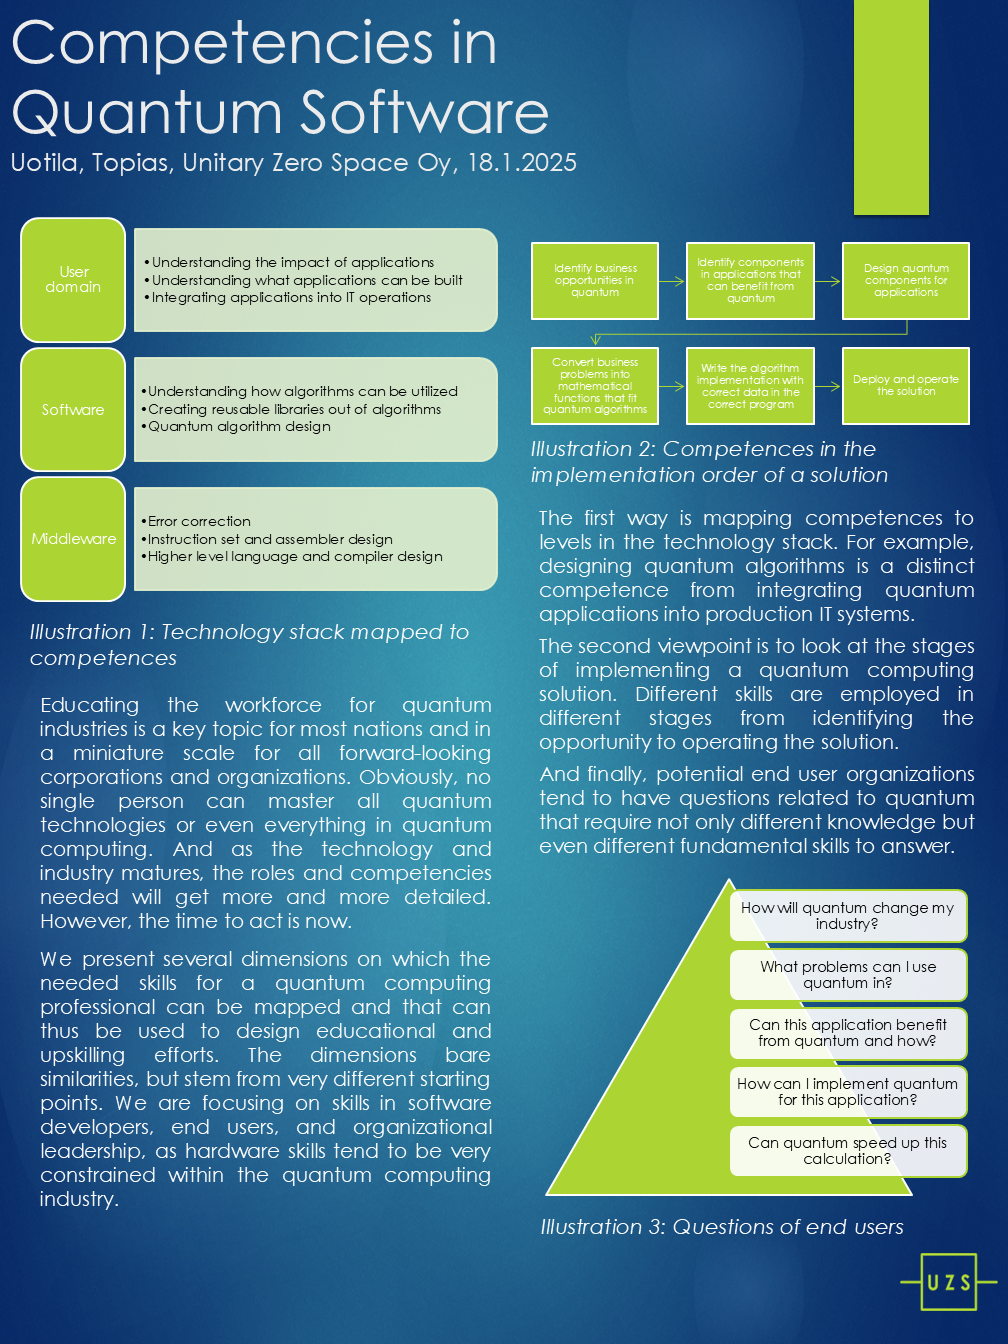 Competencies in
Quantum Software
Uotila, Topias, Unitary Zero Space Oy, 18.1.2025
User
domain
•Understanding the impact of applications
•Understanding what applications can be built
•Integrating applications into IT operations
Software
•Understanding how algorithms can be utilized
•Creating reusable libraries out of algorithms
•Quantum algorithm design
Middleware
•Error correction
•Instruction set and assembler design
•Higher level language and compiler design
Illustration 1: Technology stack mapped to
competences
Educating the workforce for quantum
industries is a key topic for most nations and in
a miniature scale for all forward-looking
corporations and organizations. Obviously, no
single person can master all quantum
technologies or even everything in quantum
computing. And as the technology and
industry matures, the roles and competencies
needed will get more and more detailed.
However, the time to act is now.
We present several dimensions on which the
needed skills for a quantum computing
professional can be mapped and that can
thus be used to design educational and
upskilling efforts. The dimensions bare
similarities, but stem from very different starting
points. We are focusing on skills in software
developers, end users, and organizational
leadership, as hardware skills tend to be very
constrained within the quantum computing
industry.
Identify business
opportunities in
quantum
Identify components
in applications that
can benefit from
quantum
Design quantum
components for
applications
Convert business
problems into
mathematical
functions that fit
quantum algorithms
Write the algorithm
implementation with
correct data in the
correct program
Deploy and operate
the solution
Illustration 2: Competences in the
implementation order of a solution
The first way is mapping competences to
levels in the technology stack. For example,
designing quantum algorithms is a distinct
competence from integrating quantum
applications into production IT systems.
The second viewpoint is to look at the stages
of implementing a quantum computing
solution. Different skills are employed in
different stages from identifying the
opportunity to operating the solution.
And finally, potential end user organizations
tend to have questions related to quantum
that require not only different knowledge but
even different fundamental skills to answer.
How will quantum change my
industry?
What problems can I use
quantum in?
Can this application benefit
from quantum and how?
How can I implement quantum
for this application?
Can quantum speed up this
calculation?
Illustration 3: Questions of end users
UZS